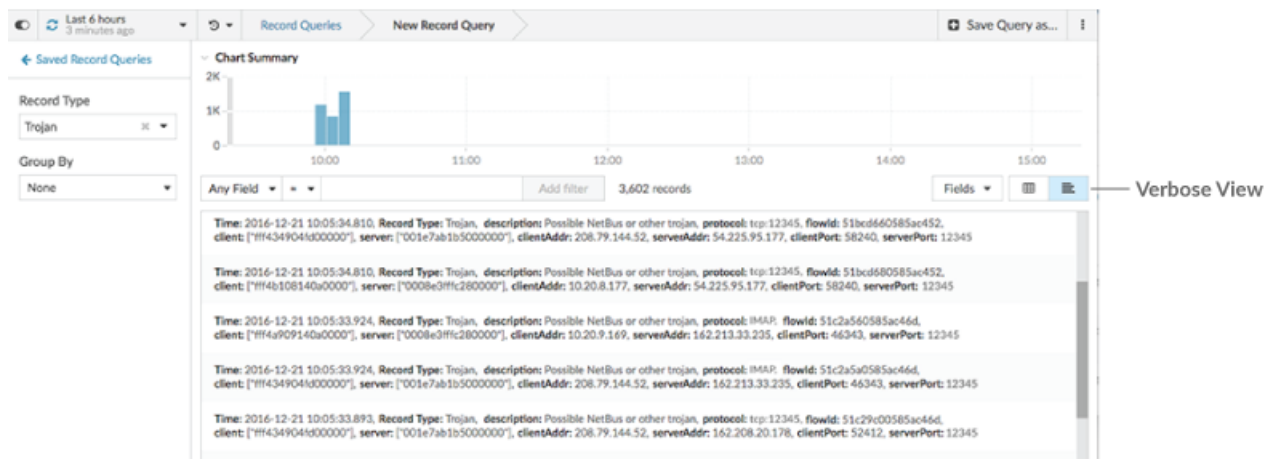 Last 6 hours
3 minutes ago
Record Queries
New Record Query
Save Query as...
Saved Record Queries
Chart Summary
2K
1K
0
10:00 11:00 12:00 13:00 14:00 15:00
Record Type
Trojan
Group By
None
Any Field = Add filter 3,602 records Fields
Verbose View
Time: 2016-12-21 10:05:34.810, Record Type: Trojan, description: Possible NetBus or other trojan, protocol: tcp:12345, flowId: 51bcd660585ac452,
client: ["fff434904fd00000"], server: ["001e7ab1b5000000"], clientAddr: 208.79.144.52, serverAddr: 54.225.95.177, clientPort: 58240, serverPort: 12345
Time: 2016-12-21 10:05:34.810, Record Type: Trojan, description: Possible NetBus or other trojan, protocol: tcp:12345, flowId: 51bcd680585ac452,
client: ["fff4b108140a0000"], server: ["0008e3fffc280000"], clientAddr: 10.20.8.177, serverAddr: 54.225.95.177, clientPort: 58240, serverPort: 12345
Time: 2016-12-21 10:05:33.924, Record Type: Trojan, description: Possible NetBus or other trojan, protocol: IMAP, flowId: 51c2a560585ac46d,
client: ["fff4a909140a0000"], server: ["0008e3fffc280000"], clientAddr: 10.20.9.169, serverAddr: 162.213.33.235, clientPort: 46343, serverPort: 12345
Time: 2016-12-21 10:05:33.924, Record Type: Trojan, description: Possible NetBus or other trojan, protocol: IMAP, flowId: 51c2a5a0585ac46d,
client: ["fff434904fd00000"], server: ["001e7ab1b5000000"], clientAddr: 208.79.144.52, serverAddr: 162.213.33.235, clientPort: 46343, serverPort: 12345
Time: 2016-12-21 10:05:33.893, Record Type: Trojan, description: Possible NetBus or other trojan, protocol: tcp:12345, flowId: 51c29c00585ac46d,
client: ["fff434904fd00000"], server: ["001e7ab1b5000000"], clientAddr: 208.79.144.52, serverAddr: 162.208.20.178, clientPort: 52412, serverPort: 12345